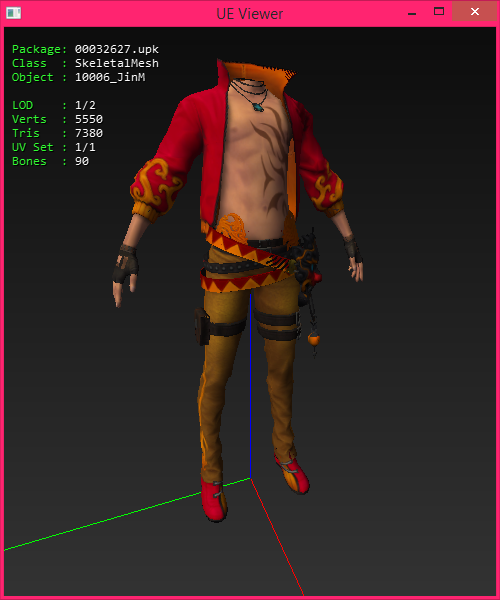 UE Viewer
Package: 00032627.upk
Class  : SkeletalMesh
Object : 10006_JinM
LOD    : 1/2
Verts  : 5550
Tris   : 7380
UV Set : 1/1
Bones  : 90